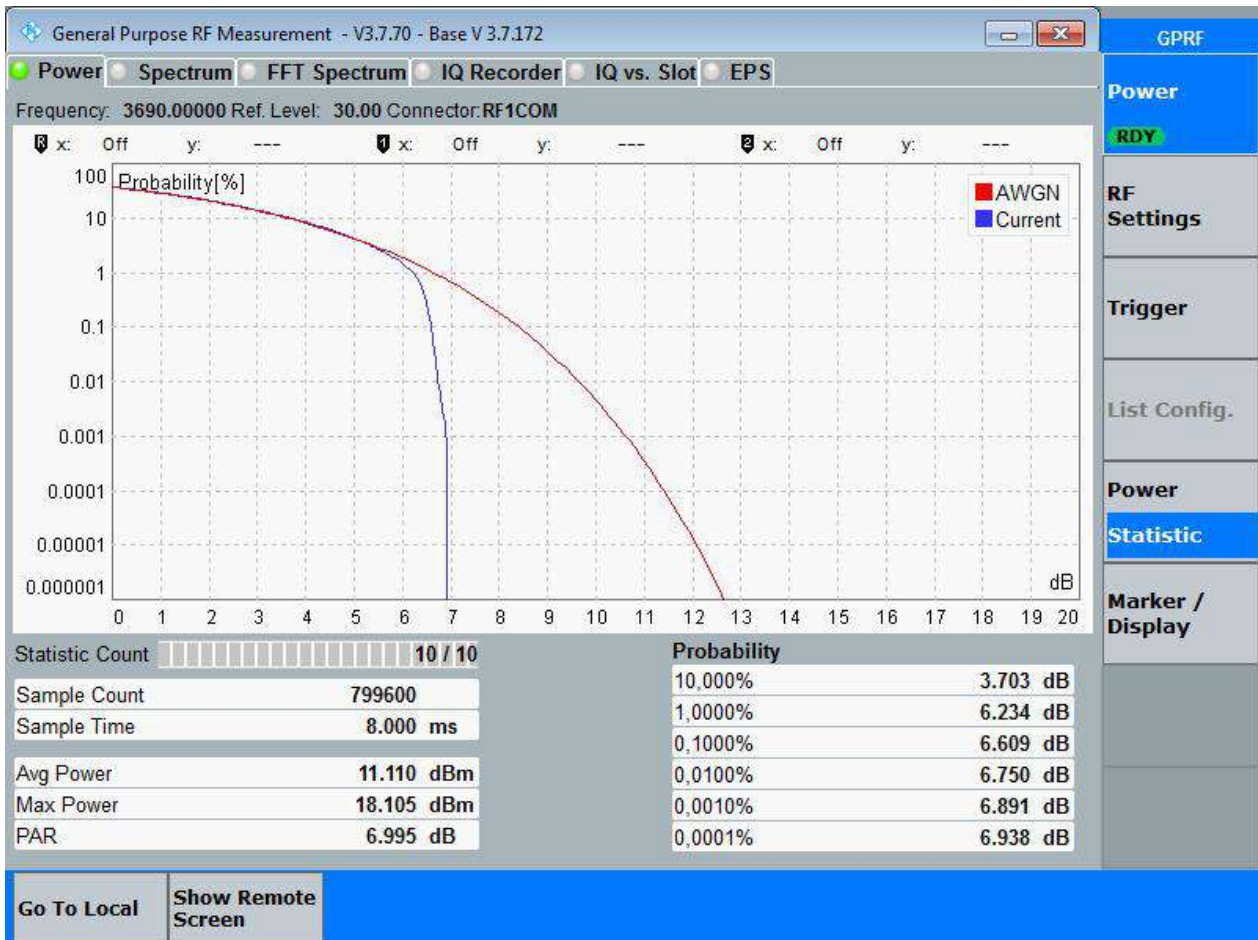 General Purpose RF Measurement - V3.7.70 - Base V 3.7.172
GPRF
Power Spectrum FFT Spectrum IQ Recorder IQ vs. Slot EPS
Frequency: 3690.00000 Ref. Level: 30.00 Connector:RF1COM
R x: Off y: --- 1 x: Off y: --- 2 x: Off y: ---
Probability[%]
AWGN
Current
100
10
1
0.1
0.01
0.001
0.0001
0.00001
0.000001
dB
0 1 2 3 4 5 6 7 8 9 10 11 12 13 14 15 16 17 18 19 20
Statistic Count 10 / 10
Sample Count 799600
Sample Time 8.000 ms
Avg Power 11.110 dBm
Max Power 18.105 dBm
PAR 6.995 dB
Probability
10,000% 3.703 dB
1,0000% 6.234 dB
0,1000% 6.609 dB
0,0100% 6.750 dB
0,0010% 6.891 dB
0,0001% 6.938 dB
Power
RDY
RF
Settings
Trigger
List Config.
Power
Statistic
Marker /
Display
Go To Local
Show Remote
Screen